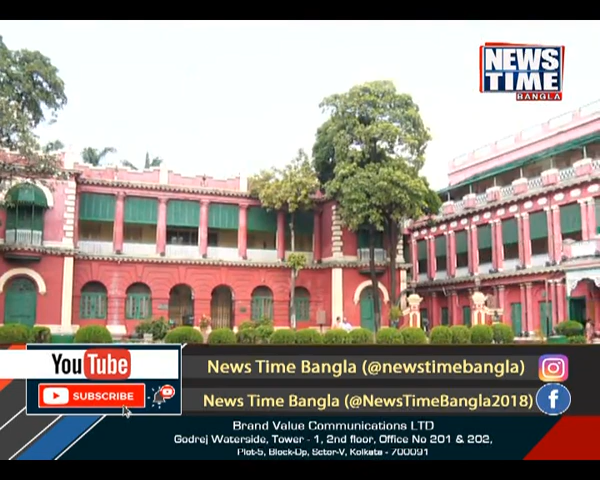 NEWS
TIME
BANGLA
YouTube
SUBSCRIBE
News Time Bangla (@newstimebangla)
News Time Bangla (@NewsTimeBangla2018)
f
Brand Value Communications LTD
Godrej Waterside, Tower - 1, 2nd floor, Office No 201 & 202,
Plot-5, Block-Dp, Sctor-V, Kolkata - 700091